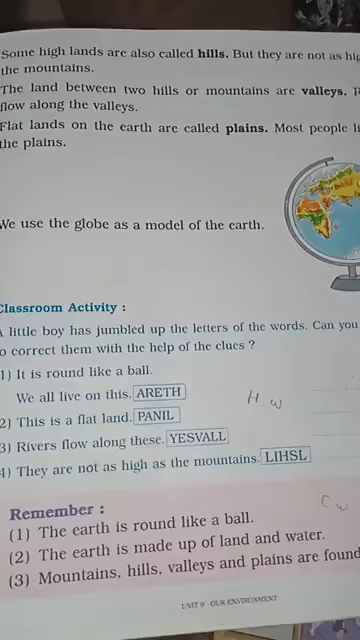 Some high lands are also called hills. But they are not as
the mountains.
The land between two hills or mountains are valleys.
flow along the valleys.
Flat lands on the earth are called plains. Most people
the plains.
We use the globe as a model of the earth.
Classroom Activity :
A little boy has jumbled up the letters of the words. Can you
to correct them with the help of the clues ?
1) It is round like a ball.
We all live on this. ARETH
H W
2) This is a flat land. PANIL
3) Rivers flow along these. YESVALL
4) They are not as high as the mountains. LIHSL
C W
Remember :
(1) The earth is round like a ball.
(2) The earth is made up of land and water.
(3) Mountains, hills, valleys and plains are found
UNIT 9 OUR ENVIRONMENT